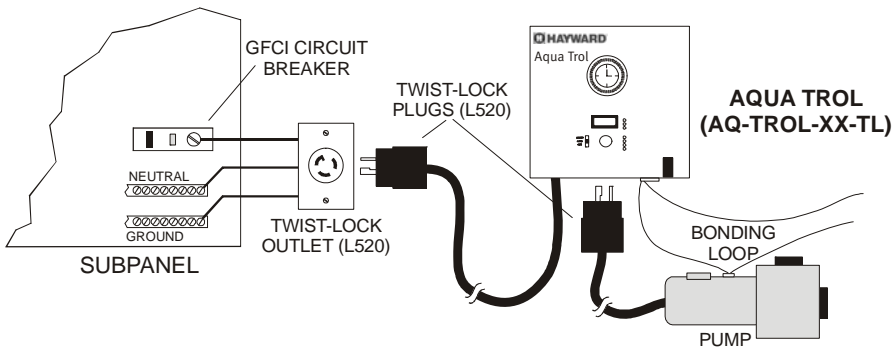 GFCI CIRCUIT
BREAKER
NEUTRAL
GROUND
SUBPANEL
TWIST-LOCK
OUTLET (L520)
TWIST-LOCK
PLUGS (L520)
HAYWARD
Aqua Trol
AQUA TROL
(AQ-TROL-XX-TL)
BONDING
LOOP
PUMP